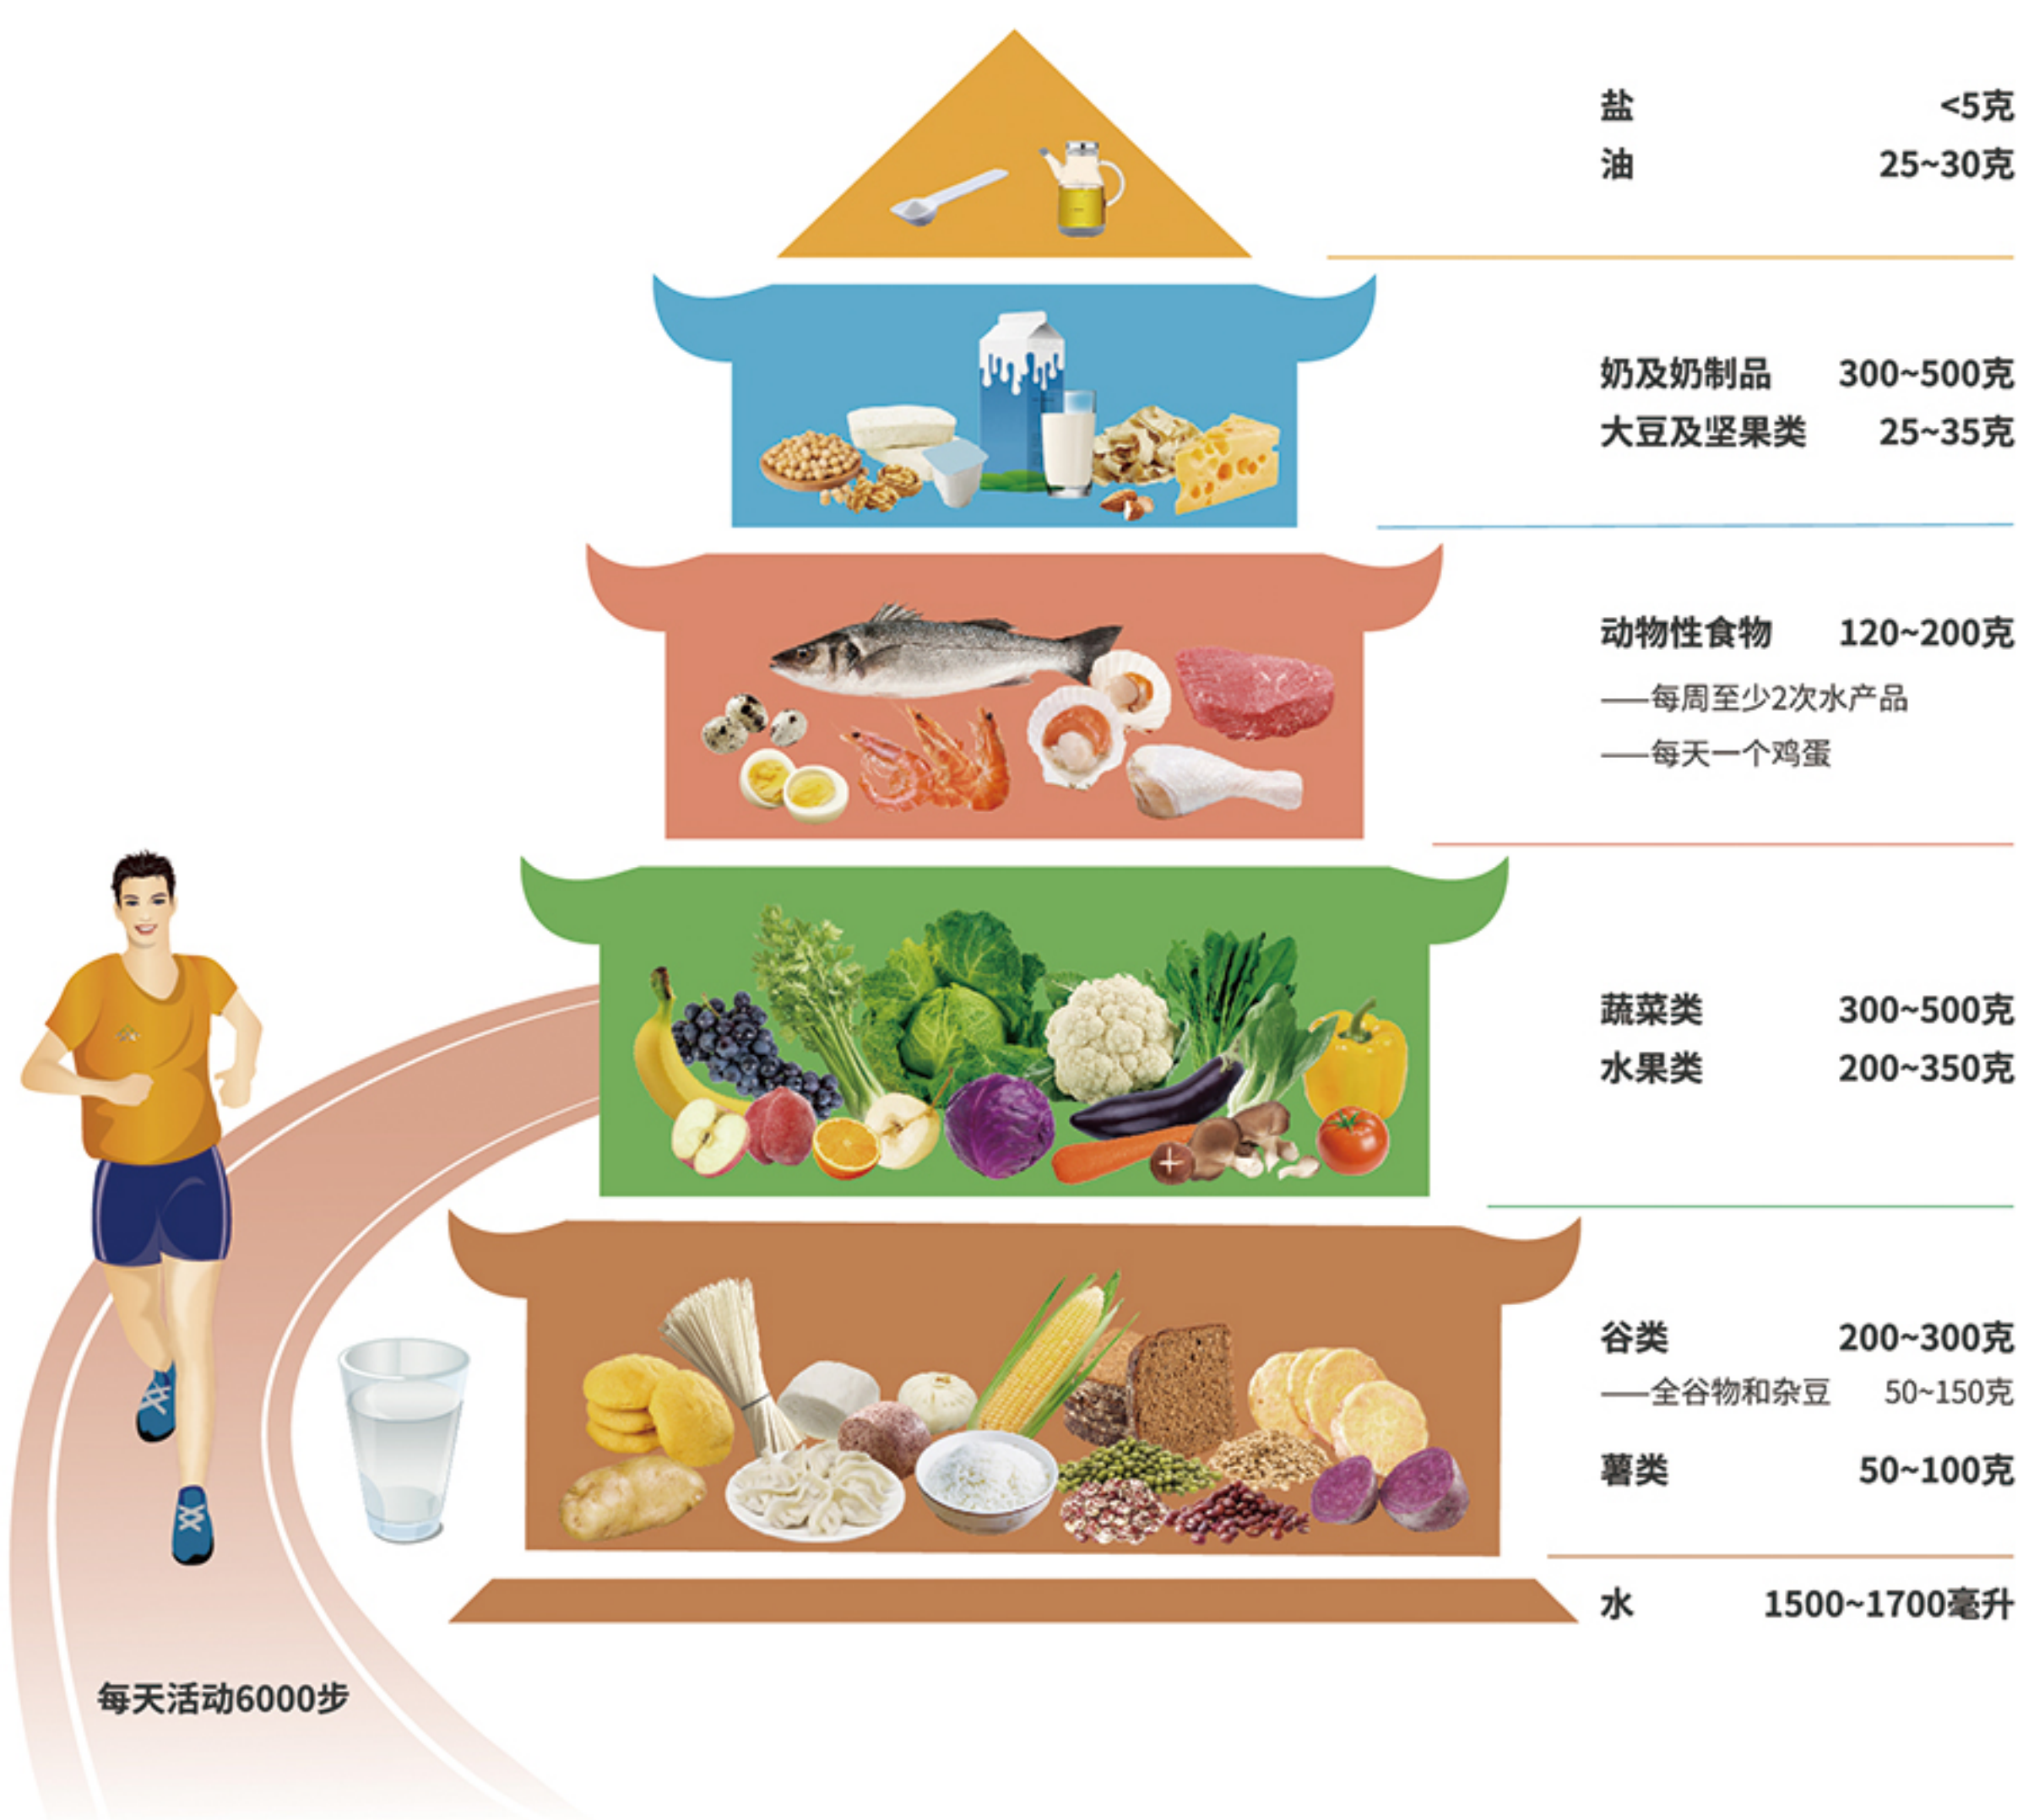 盐 <5克
油 25~30克
奶及奶制品 300~500克
大豆及坚果类 25~35克
动物性食物 120~200克
——每周至少2次水产品
——每天一个鸡蛋
蔬菜类 300~500克
水果类 200~350克
谷类 200~300克
——全谷物和杂豆 50~150克
薯类 50~100克
水 1500~1700毫升
每天活动6000步